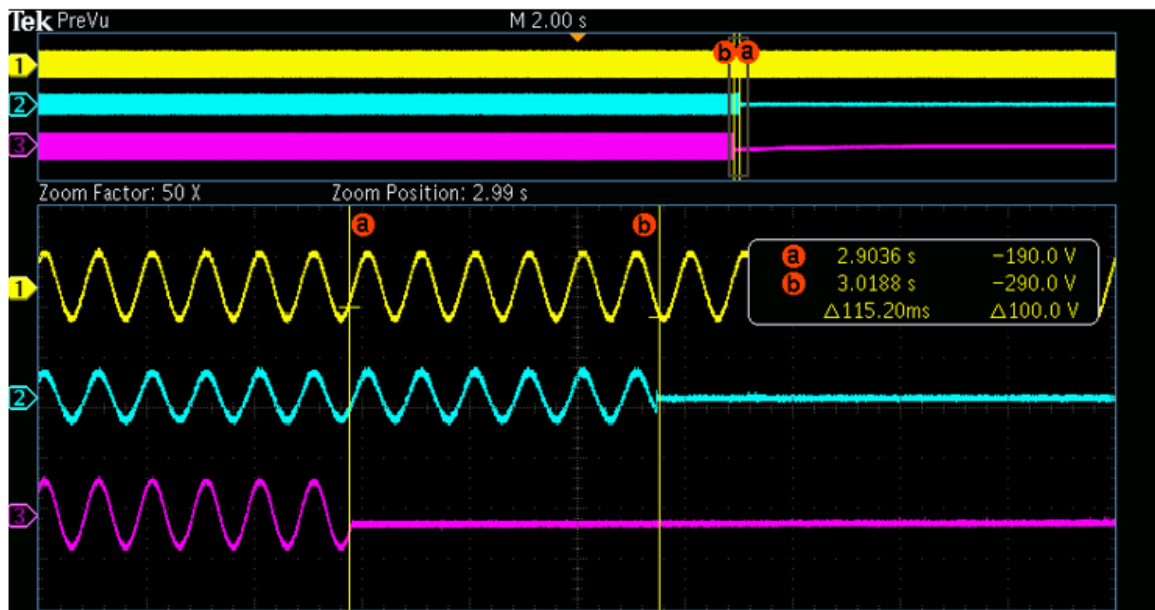 Tek PreVu M 2.00 s
b a
1
2
3
Zoom Factor: 50 X Zoom Position: 2.99 s
a b
a 2.9036 s −190.0 V
b 3.0188 s −290.0 V
Δ115.20ms Δ100.0 V
1
2
3